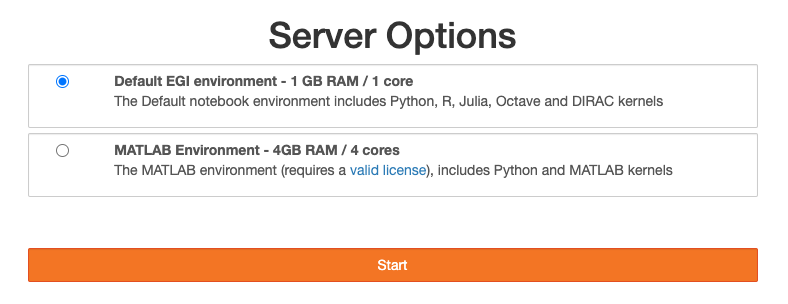 Server Options
Default EGI environment - 1 GB RAM / 1 core
The Default notebook environment includes Python, R, Julia, Octave and DIRAC kernels
MATLAB Environment - 4GB RAM / 4 cores
The MATLAB environment (requires a valid license), includes Python and MATLAB kernels
Start